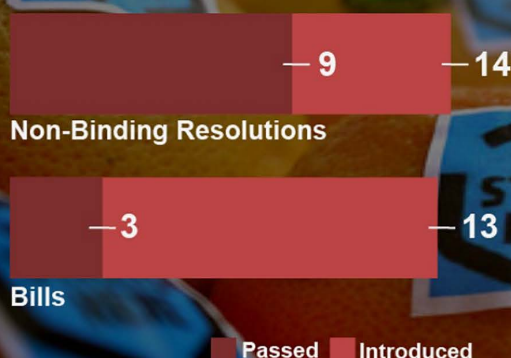 9
14
Non-Binding Resolutions
3
13
Bills
Passed Introduced